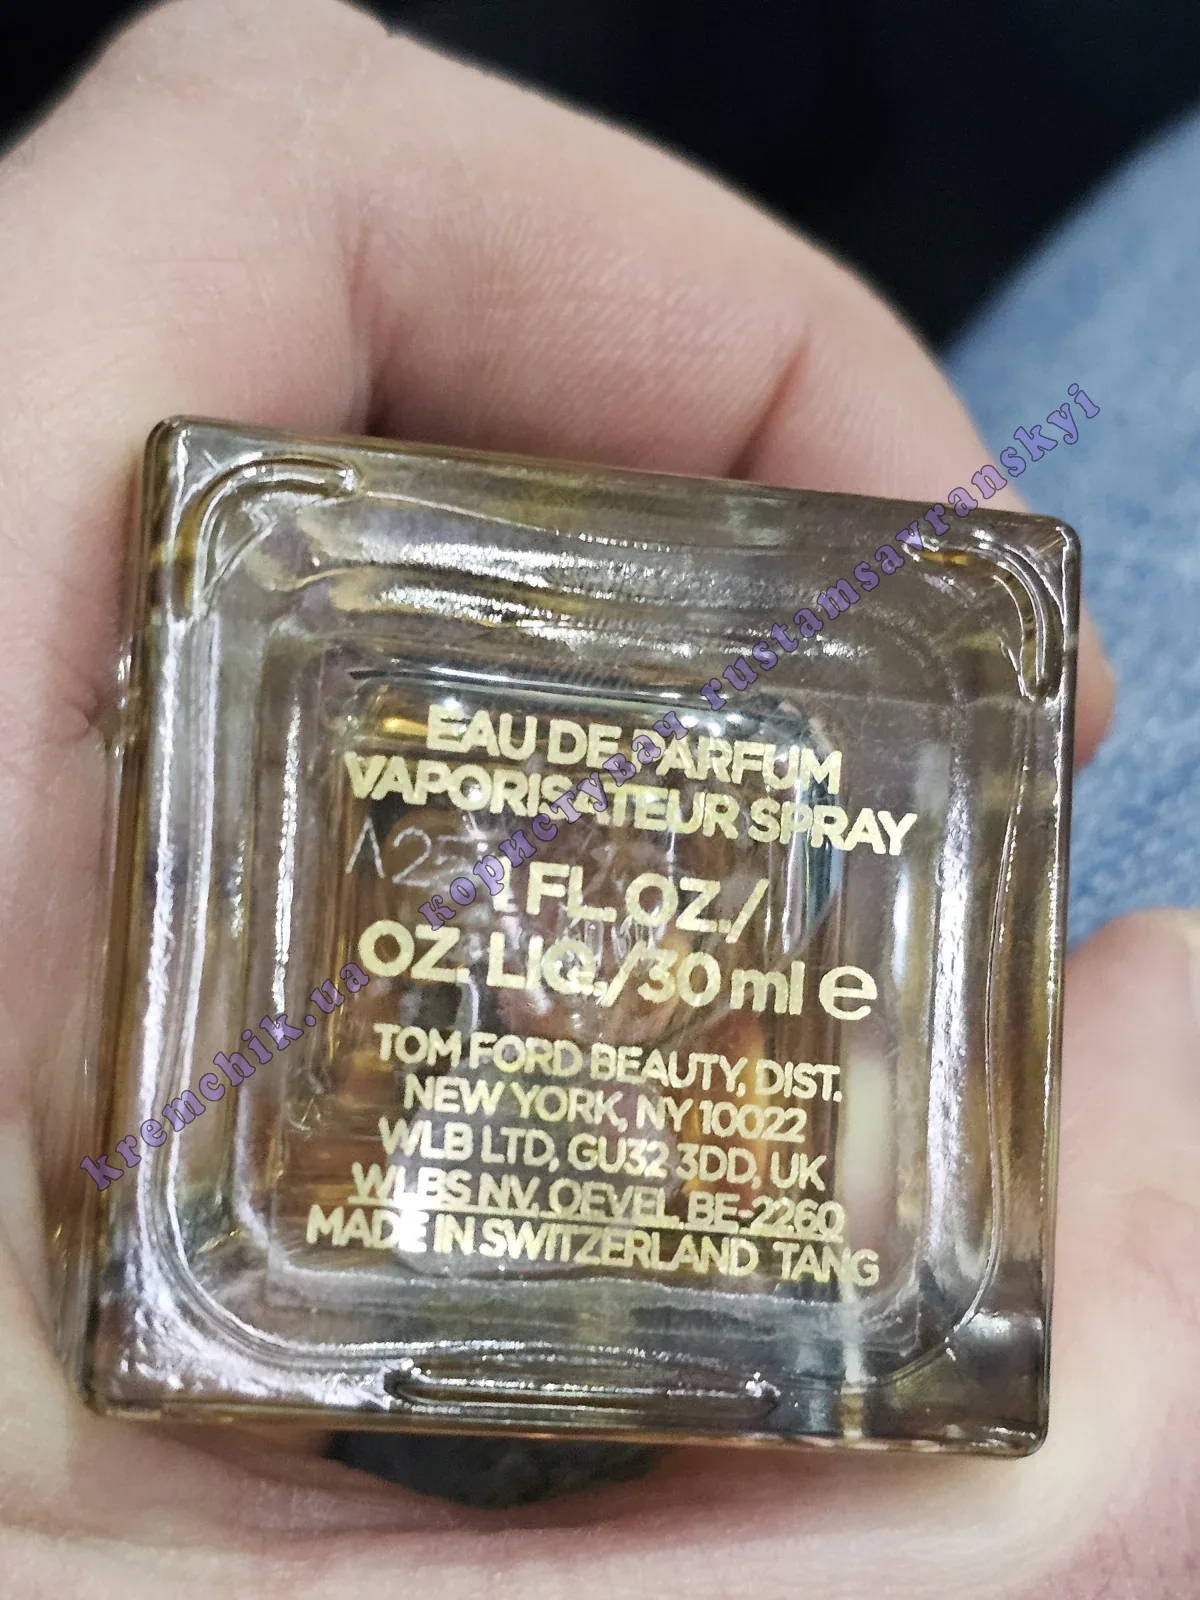 EAU DE PARFUM
VAPORISATEUR SPRAY
A25
1 FL. OZ./
OZ. LIQ./30 ml e
TOM FORD BEAUTY, DIST.
NEW YORK, NY 10022
WLB LTD, GU32 3DD, UK
WLBS NV, OEVEL, BE-2260
MADE IN SWITZERLAND TANG
kremchik.ua користувач rustamsavranskyi